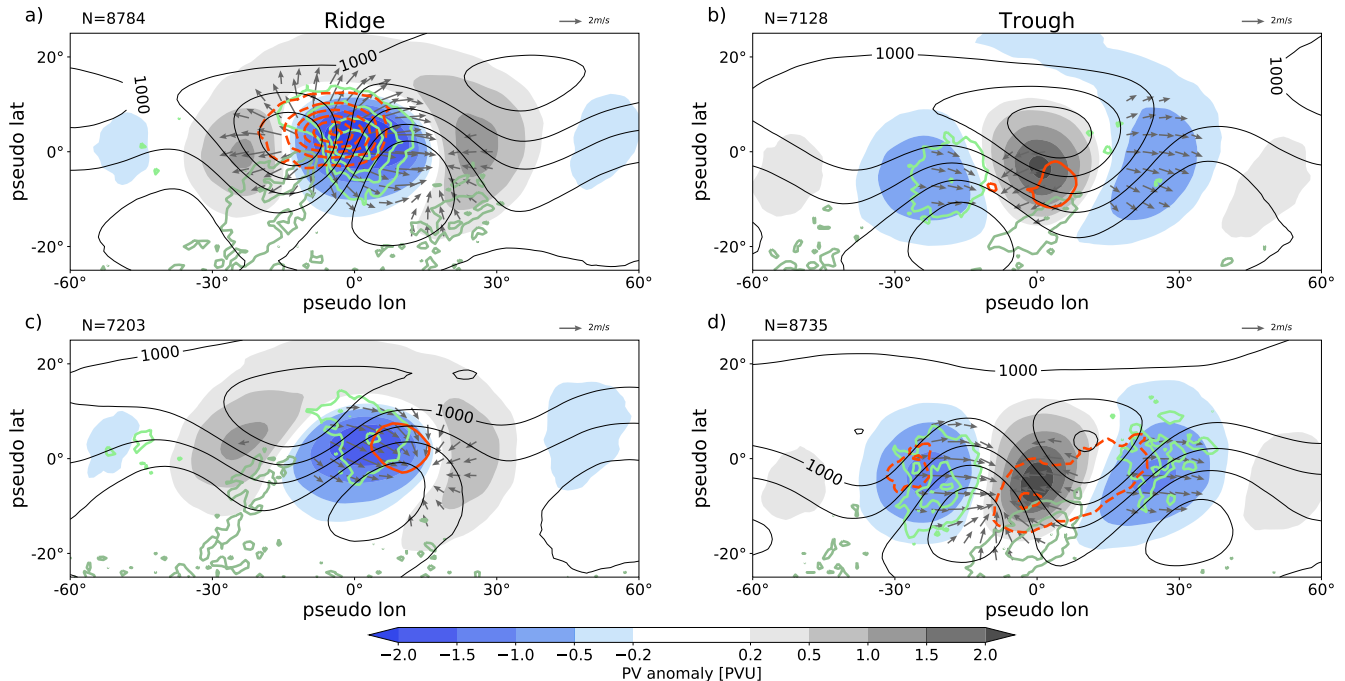 a) N=8784 Ridge 2m/s
b) N=7128 Trough 2m/s
pseudo lat
20°
0°
-20°
1000
1000
-60° -30° 0° 30° 60°
pseudo lon
pseudo lat
20°
0°
-20°
1000
1000
-60° -30° 0° 30° 60°
pseudo lon
c) N=7203 2m/s
d) N=8735 2m/s
pseudo lat
20°
0°
-20°
1000
1000
-60° -30° 0° 30° 60°
pseudo lon
pseudo lat
20°
0°
-20°
1000
1000
-60° -30° 0° 30° 60°
pseudo lon
−2.0 −1.5 −1.0 −0.5 −0.2 0.2 0.5 1.0 1.5 2.0
PV anomaly [PVU]